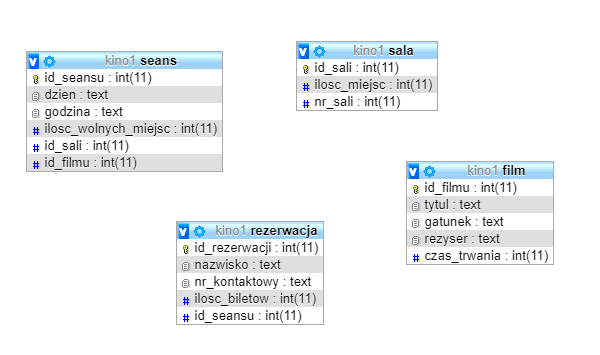 kino1 seans
id_seansu : int(11)
dzien : text
godzina : text
ilosc_wolnych_miejsc : int(11)
id_sali : int(11)
id_filmu : int(11)
kino1 sala
id_sali : int(11)
ilosc_miejsc : int(11)
nr_sali : int(11)
kino1 film
id_filmu : int(11)
tytul : text
gatunek : text
rezyser : text
czas_trwania : int(11)
kino1 rezerwacja
id_rezerwacji : int(11)
nazwisko : text
nr_kontaktowy : text
ilosc_biletow : int(11)
id_seansu : int(11)